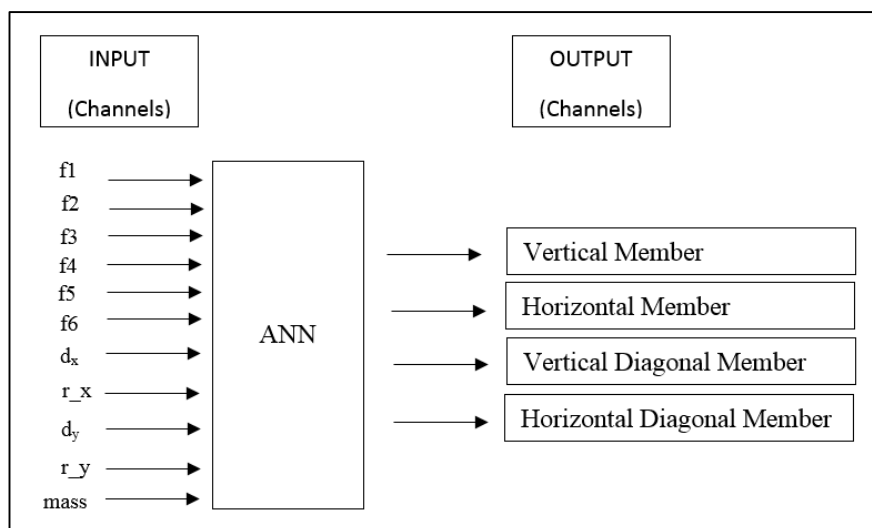 INPUT
(Channels)
OUTPUT
(Channels)
f1
f2
f3
f4
f5
f6
dₓ
r_x
d_y
r_y
mass
ANN
Vertical Member
Horizontal Member
Vertical Diagonal Member
Horizontal Diagonal Member